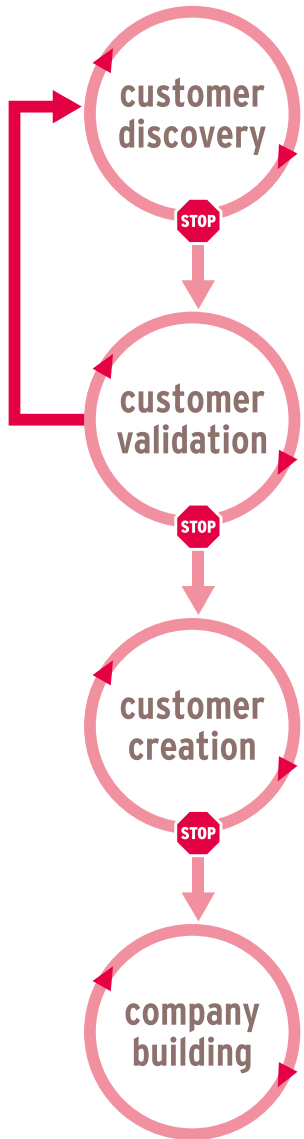 customer
discovery
STOP
customer
validation
STOP
customer
creation
STOP
company
building